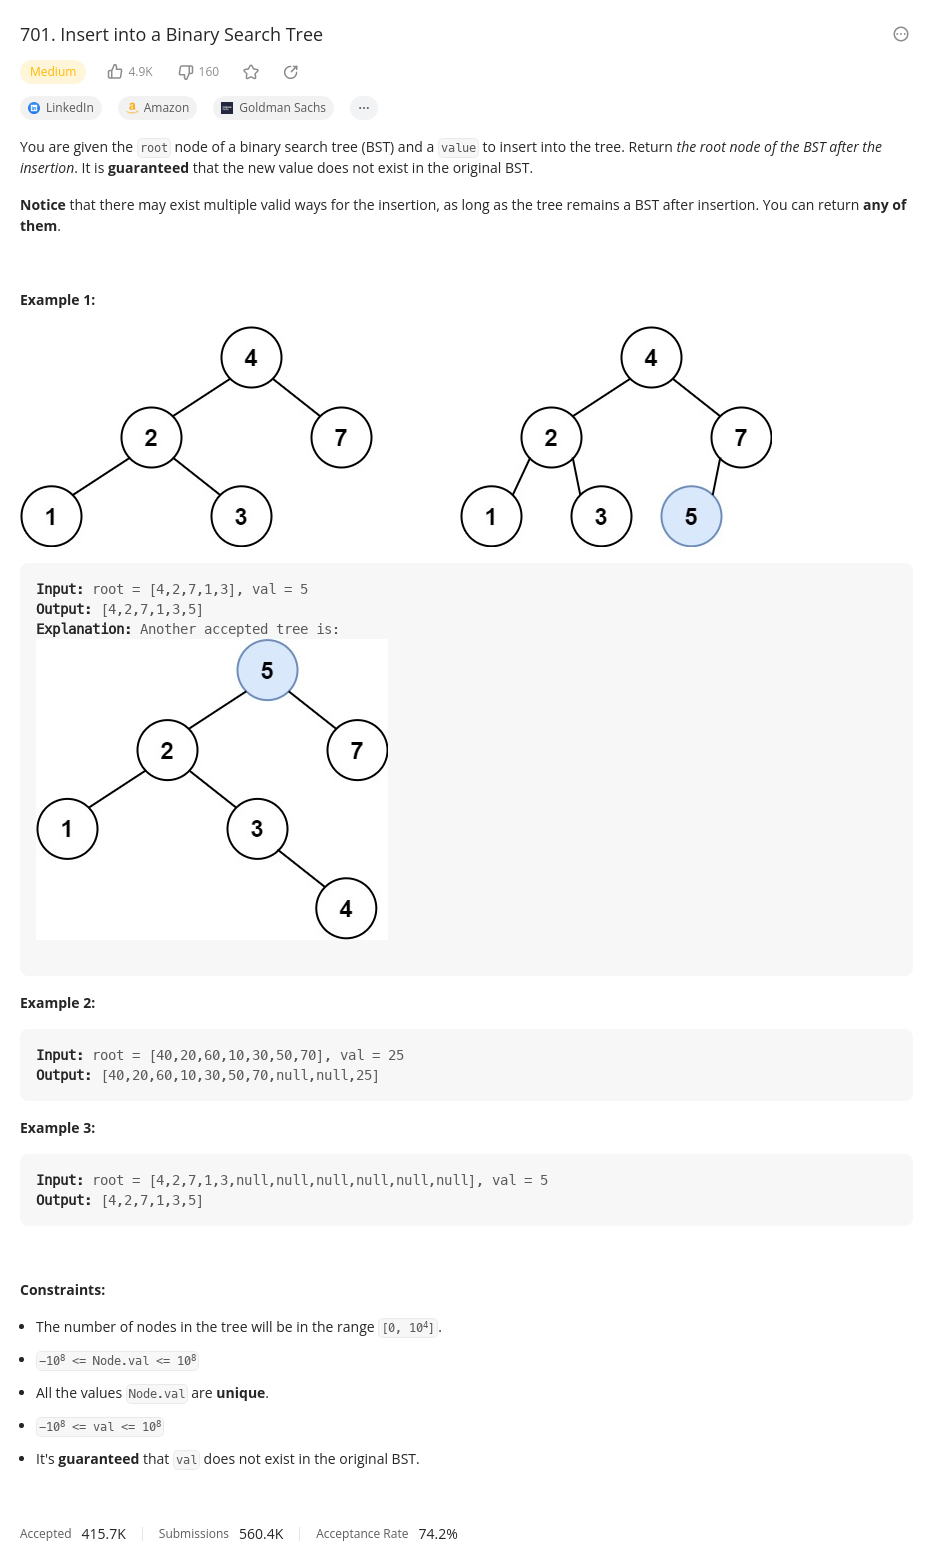 701. Insert into a Binary Search Tree
Medium 4.9K 160
LinkedIn Amazon Goldman Sachs ...
You are given the root node of a binary search tree (BST) and a value to insert into the tree. Return the root node of the BST after the
insertion. It is guaranteed that the new value does not exist in the original BST.
Notice that there may exist multiple valid ways for the insertion, as long as the tree remains a BST after insertion. You can return any of
them.
Example 1:
4 4
2 7 2 7
1 3 1 3 5
Input: root = [4,2,7,1,3], val = 5
Output: [4,2,7,1,3,5]
Explanation: Another accepted tree is:
5
2 7
1 3
4
Example 2:
Input: root = [40,20,60,10,30,50,70], val = 25
Output: [40,20,60,10,30,50,70,null,null,25]
Example 3:
Input: root = [4,2,7,1,3,null,null,null,null,null,null], val = 5
Output: [4,2,7,1,3,5]
Constraints:
• The number of nodes in the tree will be in the range [0, 10⁴].
• −10⁸ <= Node.val <= 10⁸
• All the values Node.val are unique.
• −10⁸ <= val <= 10⁸
• It's guaranteed that val does not exist in the original BST.
Accepted 415.7K Submissions 560.4K Acceptance Rate 74.2%